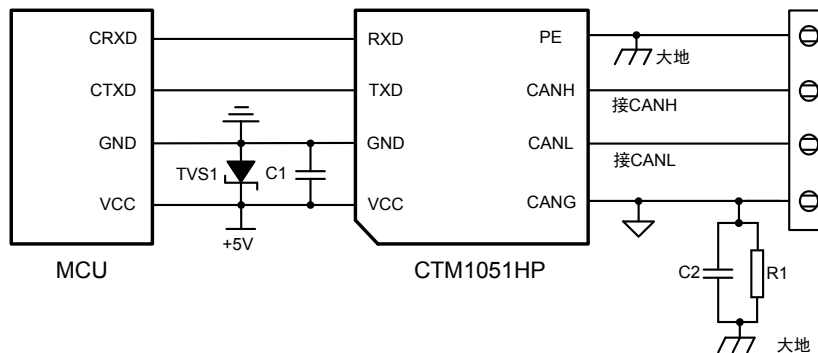 CRXD
RXD
PE
大地
CTXD
TXD
CANH
接CANH
GND
GND
CANL
接CANL
TVS1
C1
VCC
VCC
CANG
+5V
MCU
CTM1051HP
C2
R1
大地